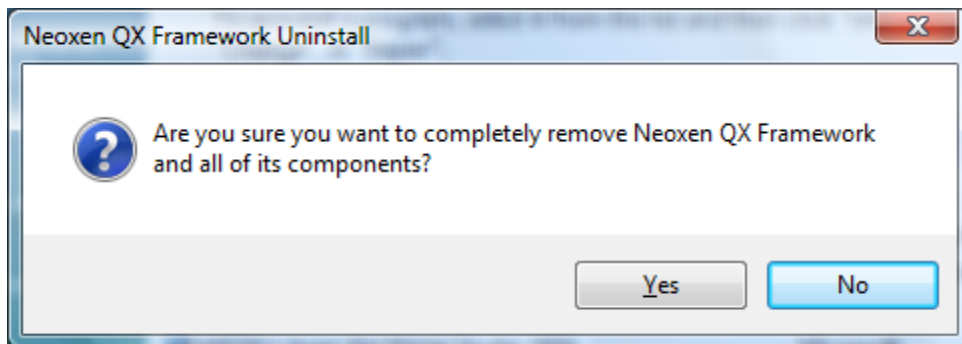 Neoxen QX Framework Uninstall
Are you sure you want to completely remove Neoxen QX Framework
and all of its components?
Yes
No